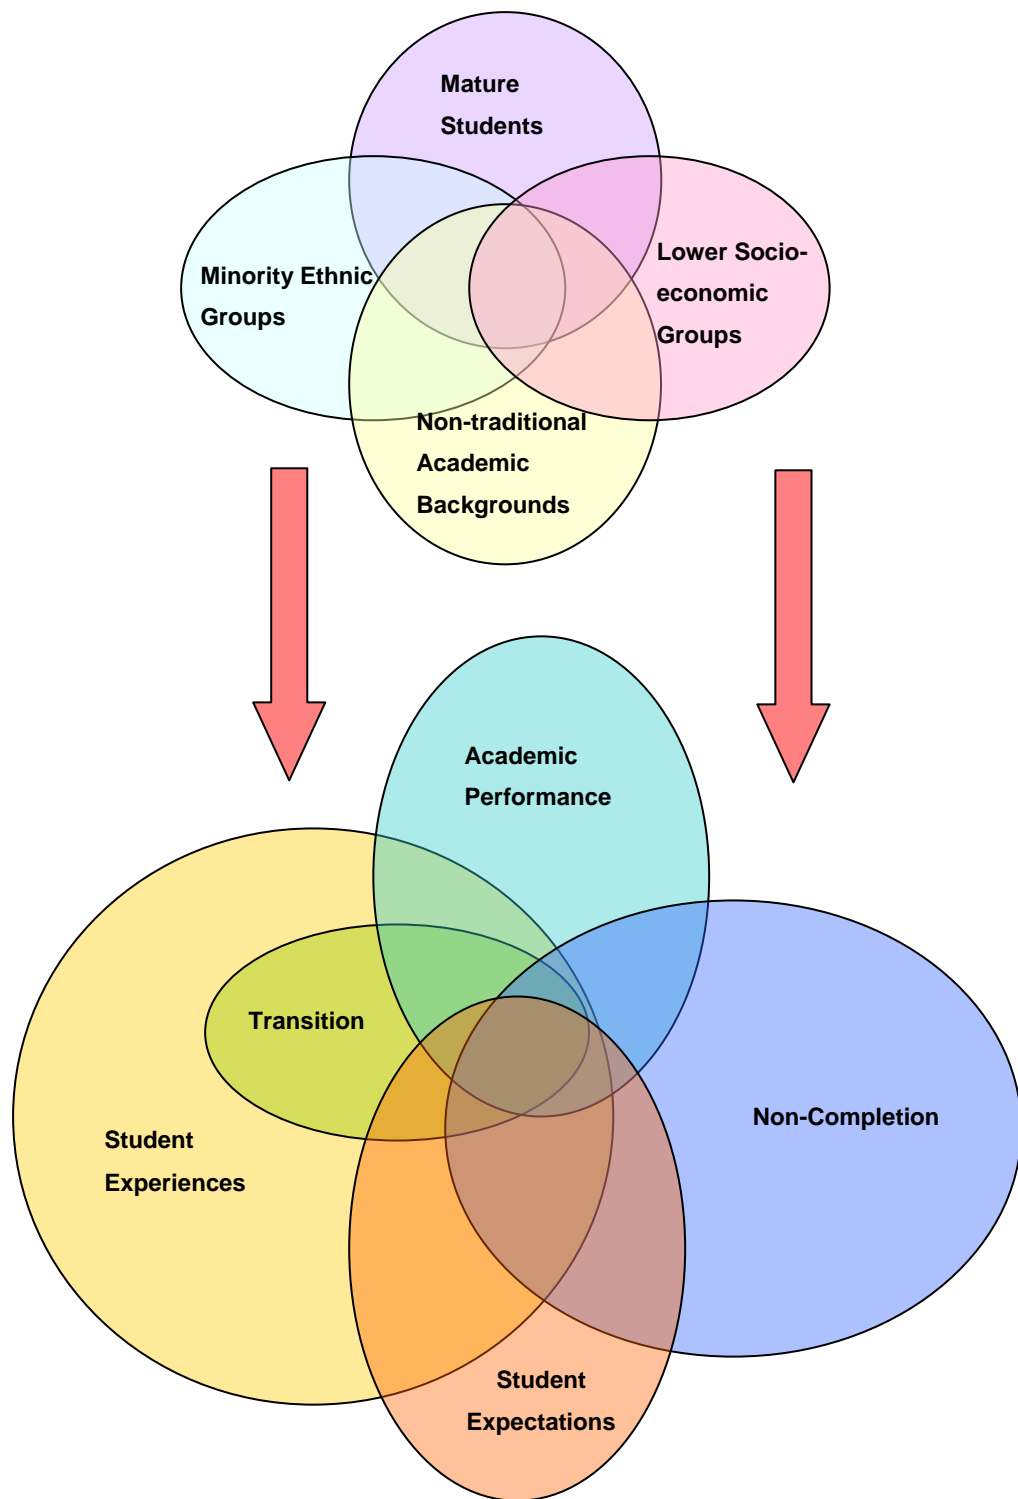 Mature
Students
Minority Ethnic
Groups
Lower Socio-
economic
Groups
Non-traditional
Academic
Backgrounds
Academic
Performance
Transition
Student
Experiences
Non-Completion
Student
Expectations